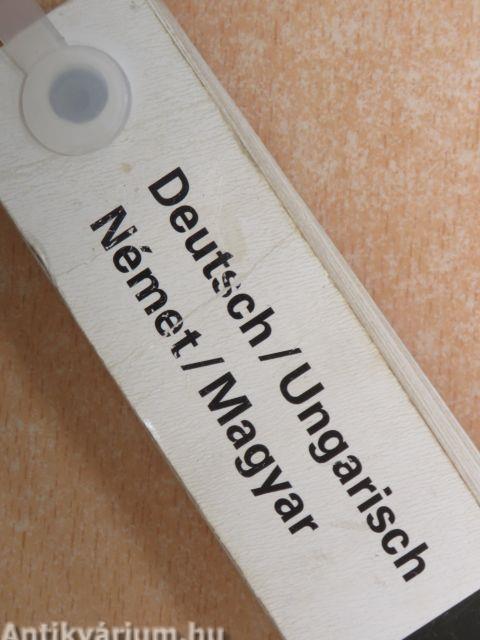 Deutsch / Ungarisch
Német / Magyar
Antikvárium.hu